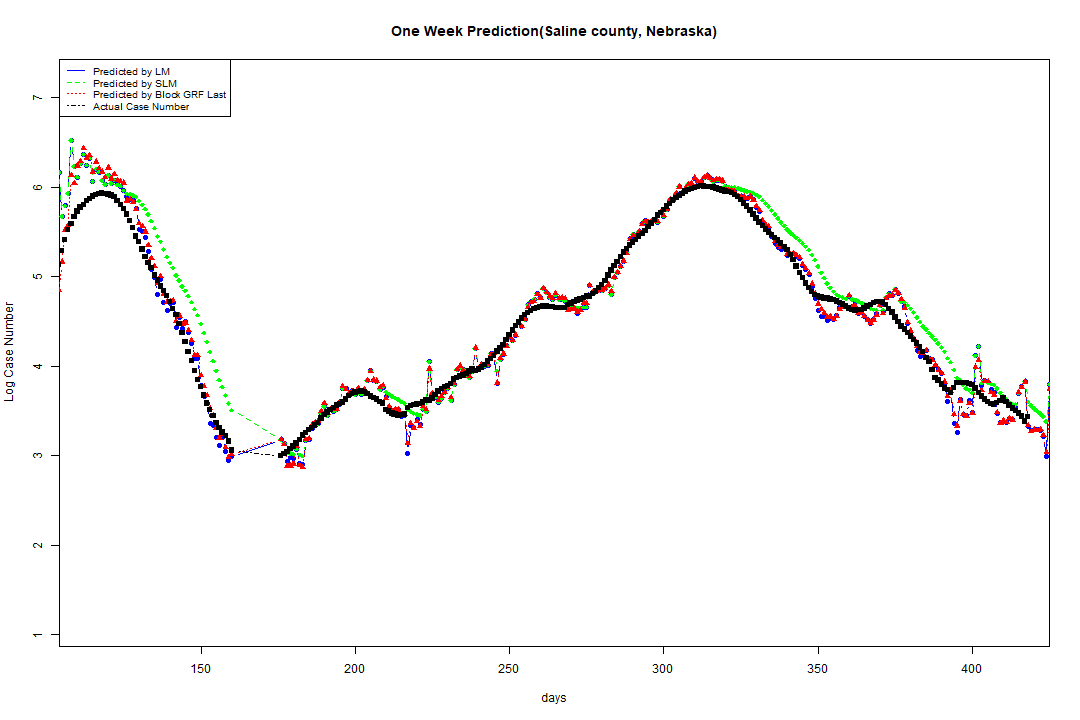 One Week Prediction(Saline county, Nebraska)
Predicted by LM
Predicted by SLM
Predicted by Block GRF Last
Actual Case Number
7
6
5
4
3
2
1
Log Case Number
150 200 250 300 350 400
days